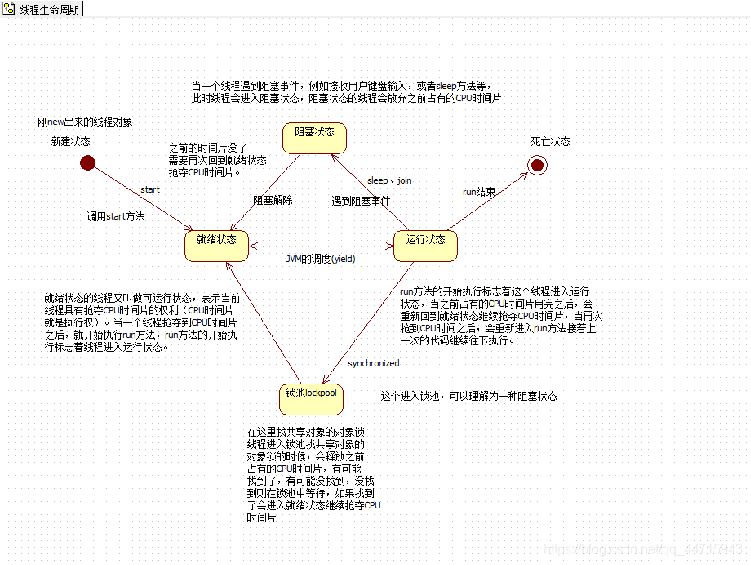 线程生命周期
当一个线程遇到阻塞事件，例如接收用户键盘输入，或者sleep方法等，
此时线程会进入阻塞状态，阻塞状态的线程会放弃之前占有的CPU时间片
刚new出来的线程对象
新建状态
阻塞状态
死亡状态
之前的时间片没了
需要再次回到就绪状态
抢夺CPU时间片。
sleep、join
start
run结束
阻塞解除
遇到阻塞事件
调用start方法
就绪状态
运行状态
JVM的调度(yield)
就绪状态的线程又叫做可运行状态，表示当前
线程具有抢夺CPU时间片的权利（CPU时间片
就是执行权）。当一个线程抢夺到CPU时间片
之后，就开始执行run方法，run方法的开始执
行标志着线程进入运行状态。
run方法的开始执行标志着这个线程进入运行
状态，当之前占有的CPU时间片用完之后，会
重新回到就绪状态继续抢夺CPU时间片，当再次
抢到CPU时间之后，会重新进入run方法接着上
一次的代码继续往下执行。
synchronized
锁池lockpool
这个进入锁池，可以理解为一种阻塞状态
在这里找共享对象的对象锁
线程进入锁池找共享对象的
对象锁的时候，会释放之前
占有的CPU时间片，有可能
找到了，有可能没找到，没找
到则在锁池中等待，如果找到
了会进入就绪状态继续抢夺CPU
时间片